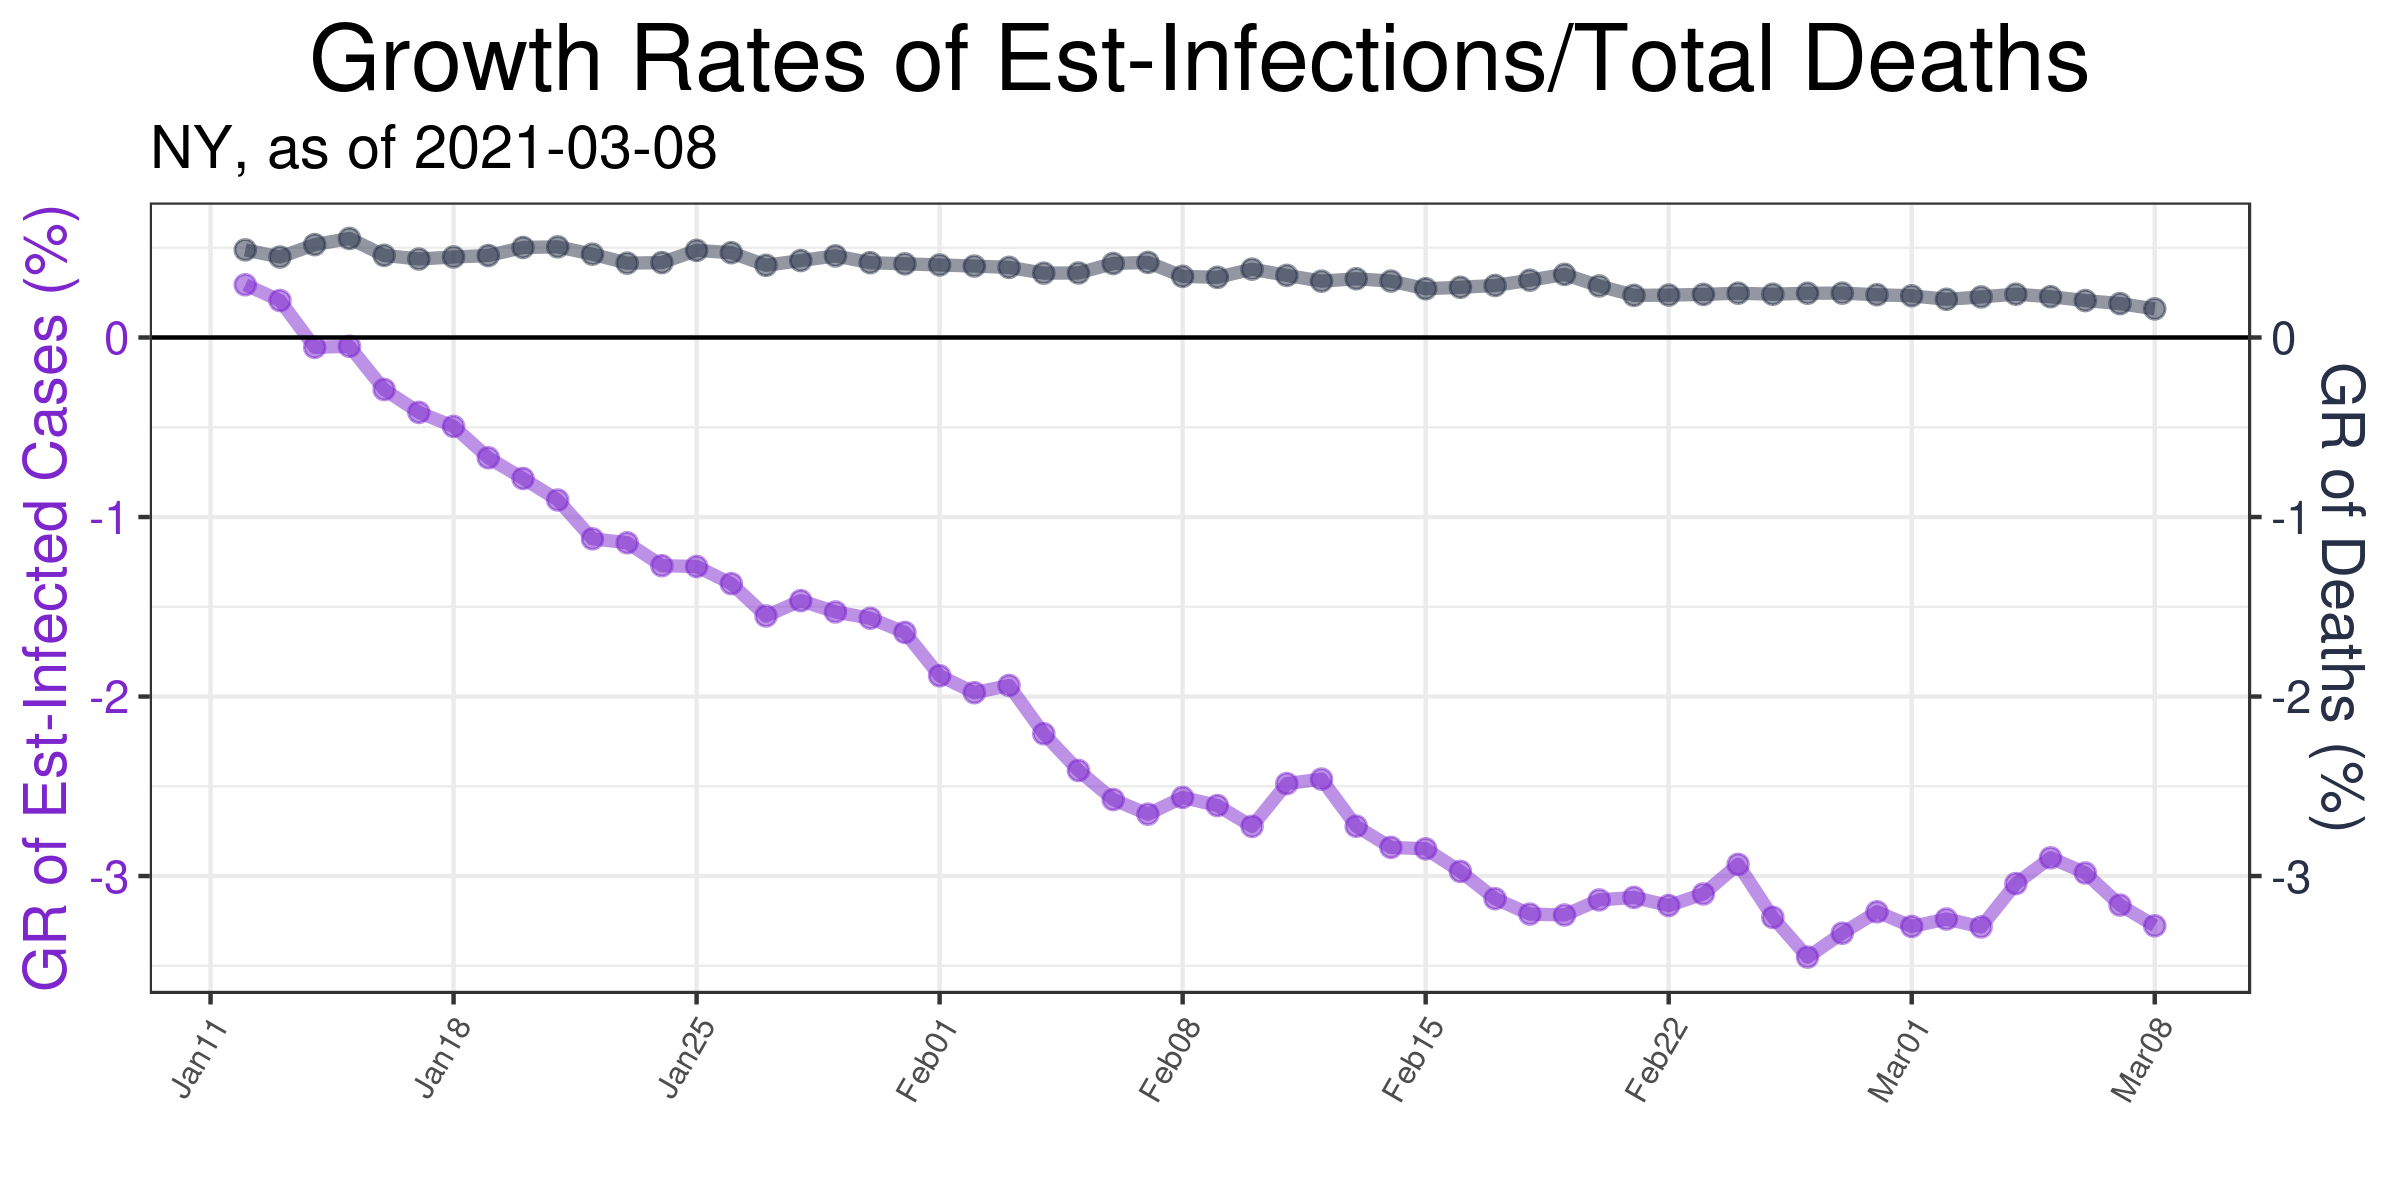 Growth Rates of Est-Infections/Total Deaths
NY, as of 2021-03-08
GR of Est-Infected Cases (%)
0
-1
-2
-3
0
-1
-2
-3
GR of Deaths (%)
Jan11
Jan18
Jan25
Feb01
Feb08
Feb15
Feb22
Mar01
Mar08